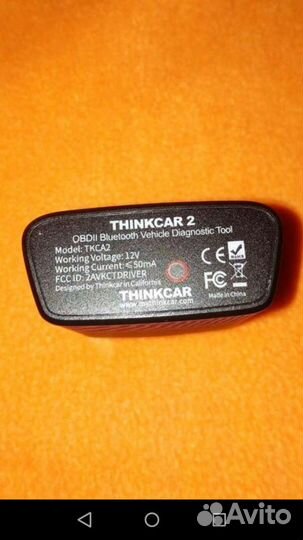 THINKCAR 2
OBDII Bluetooth Vehicle Diagnostic Tool
Model: TKCA2
Working Voltage: 12V
Working Current: ≤50mA
FCC ID: 2AVKCTDRIVER
Designed by Thinkcar in California
THINKCAR
www.mythinkcar.com
CE
FC
Made in China
Avito